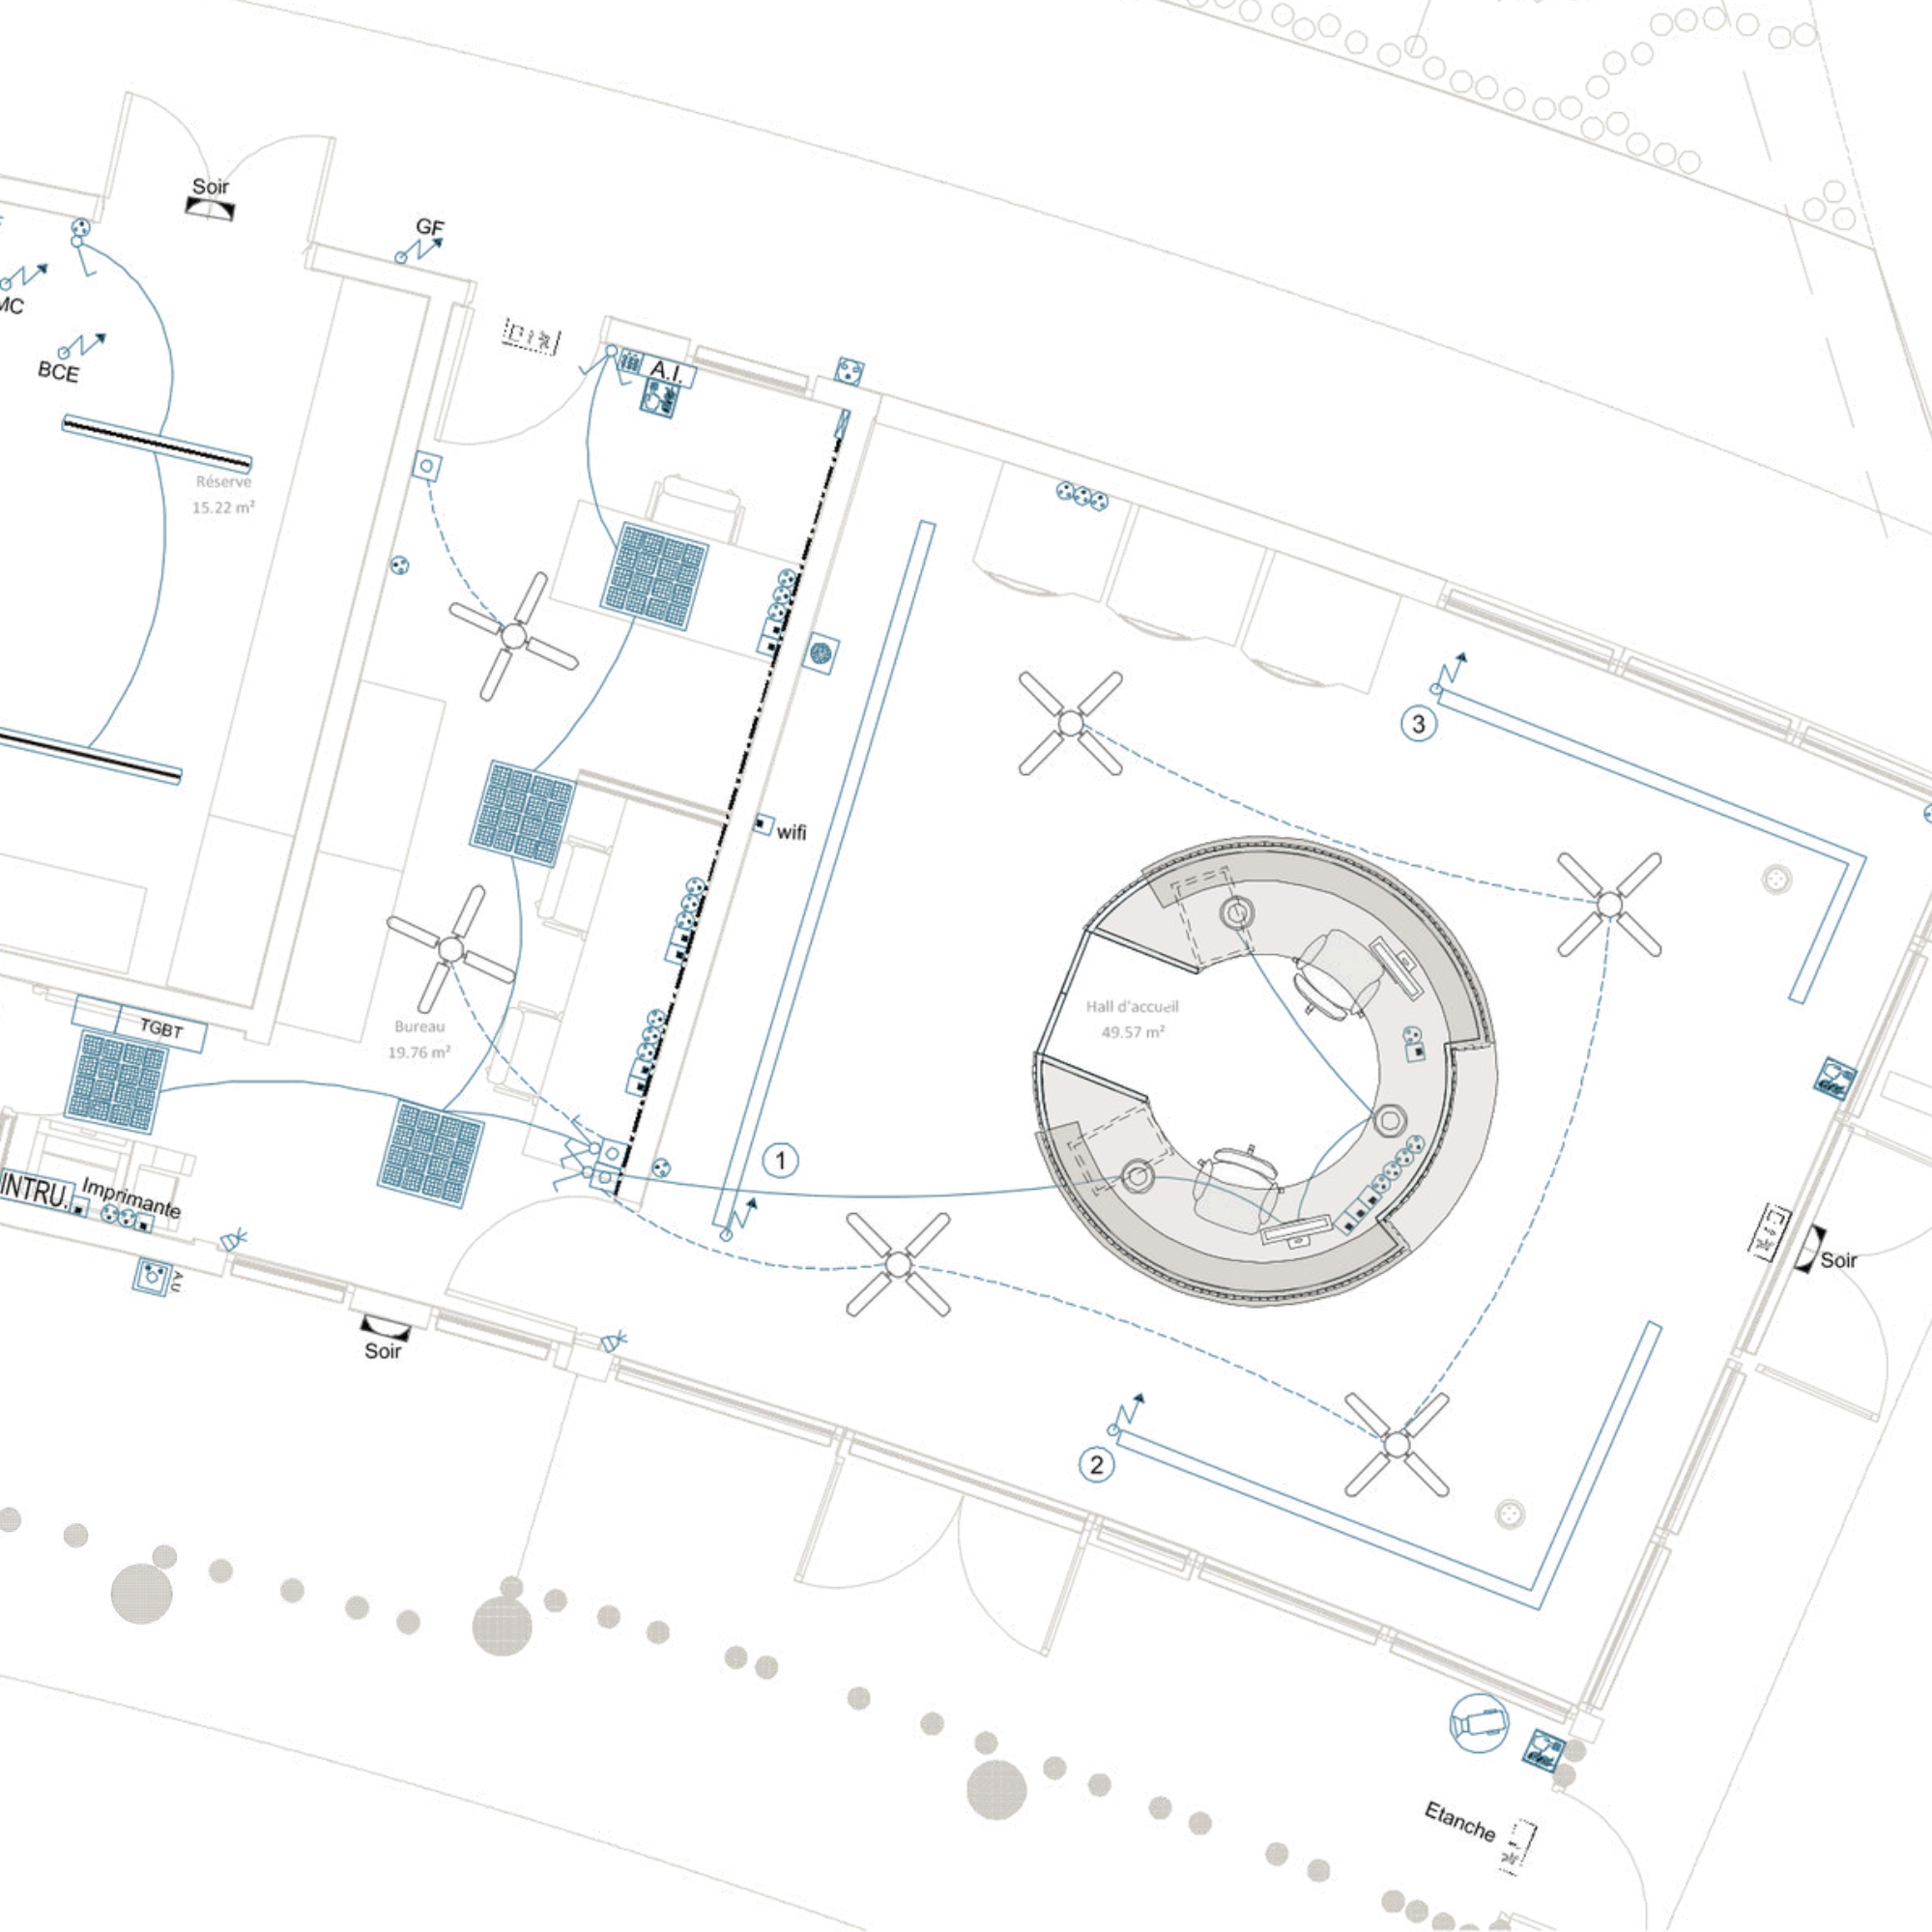 Soir
GF
MC
BCE
A.I.
Réserve
15.22 m²
3
wifi
Hall d'accueil
49.57 m²
Bureau
19.76 m²
TGBT
1
INTRU.
Imprimante
AU
Soir
Soir
2
Etanche